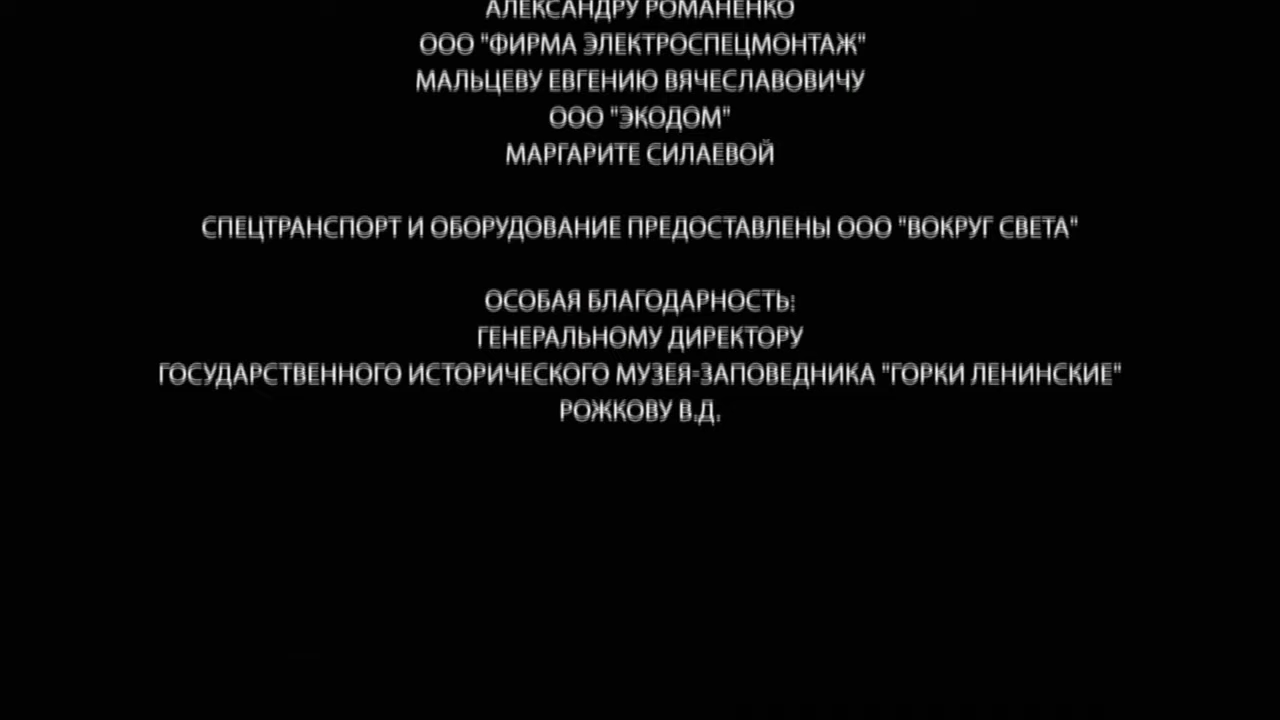 АЛЕКСАНДРУ РОМАНЕНКО
ООО "ФИРМА ЭЛЕКТРОСПЕЦМОНТАЖ"
МАЛЬЦЕВУ ЕВГЕНИЮ ВЯЧЕСЛАВОВИЧУ
ООО "ЭКОДОМ"
МАРГАРИТЕ СИЛАЕВОЙ
СПЕЦТРАНСПОРТ И ОБОРУДОВАНИЕ ПРЕДОСТАВЛЕНЫ ООО "ВОКРУГ СВЕТА"
ОСОБАЯ БЛАГОДАРНОСТЬ:
ГЕНЕРАЛЬНОМУ ДИРЕКТОРУ
ГОСУДАРСТВЕННОГО ИСТОРИЧЕСКОГО МУЗЕЯ-ЗАПОВЕДНИКА "ГОРКИ ЛЕНИНСКИЕ"
РОЖКОВУ В.Д.